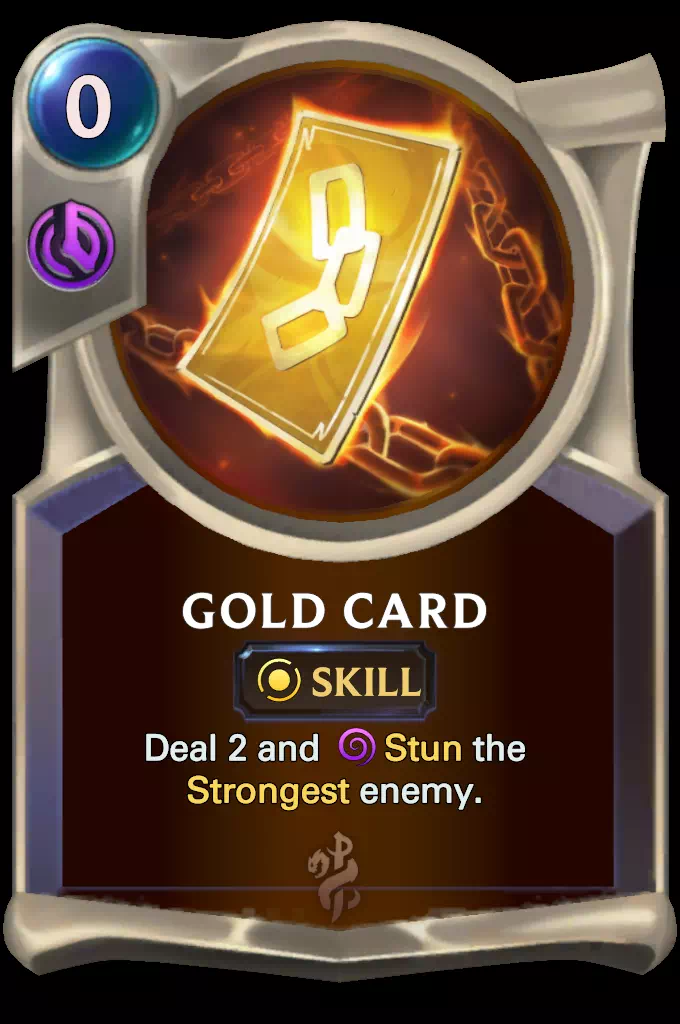 0
GOLD CARD
SKILL
Deal 2 and Stun the
Strongest enemy.